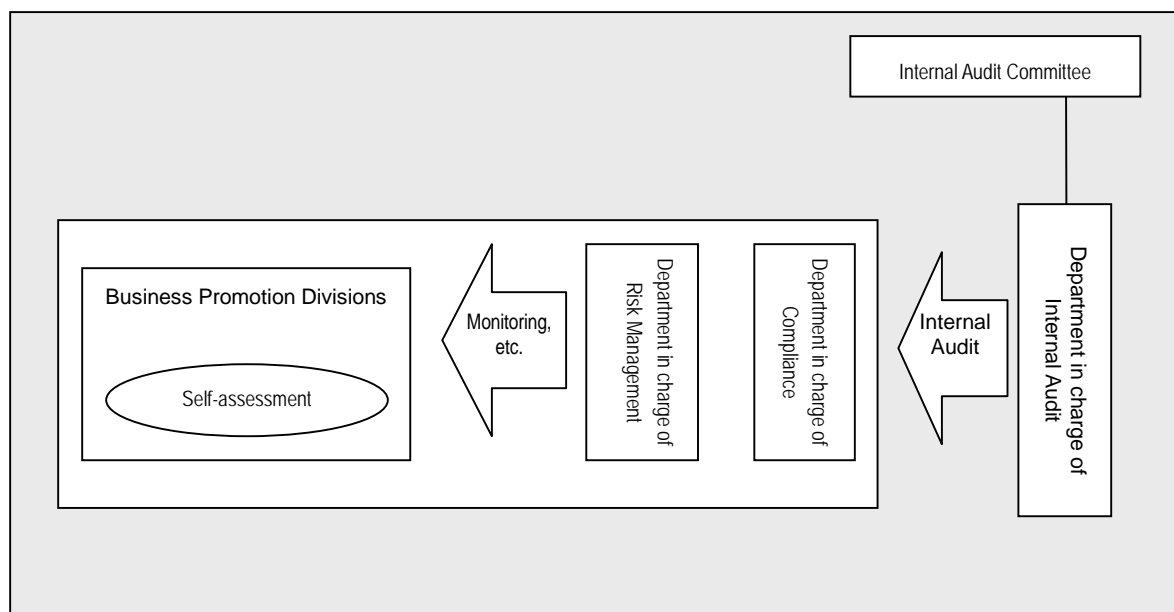 Internal Audit Committee
Business Promotion Divisions
Self-assessment
Monitoring,
etc.
Department in charge of
Risk Management
Department in charge of
Compliance
Internal
Audit
Department in charge of
Internal Audit